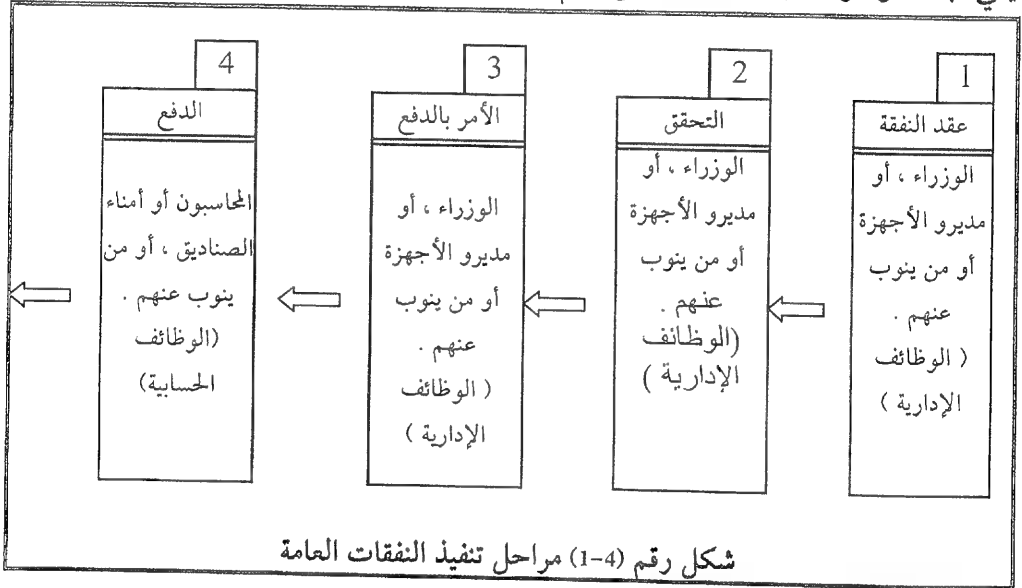 1
عقد النفقة
الوزراء ، أو
مديرو الأجهزة
أو من ينوب
عنهم .
( الوظائف
الإدارية )
2
التحقق
الوزراء ، أو
مديرو الأجهزة
أو من ينوب
عنهم .
(الوظائف
الإدارية )
3
الأمر بالدفع
الوزراء ، أو
مديرو الأجهزة
أو من ينوب
عنهم .
( الوظائف
الإدارية )
4
الدفع
المحاسبون أو أمناء
الصناديق ، أو من
ينوب عنهم .
(الوظائف
الحسابية)
شكل رقم (4-1) مراحل تنفيذ النفقات العامة